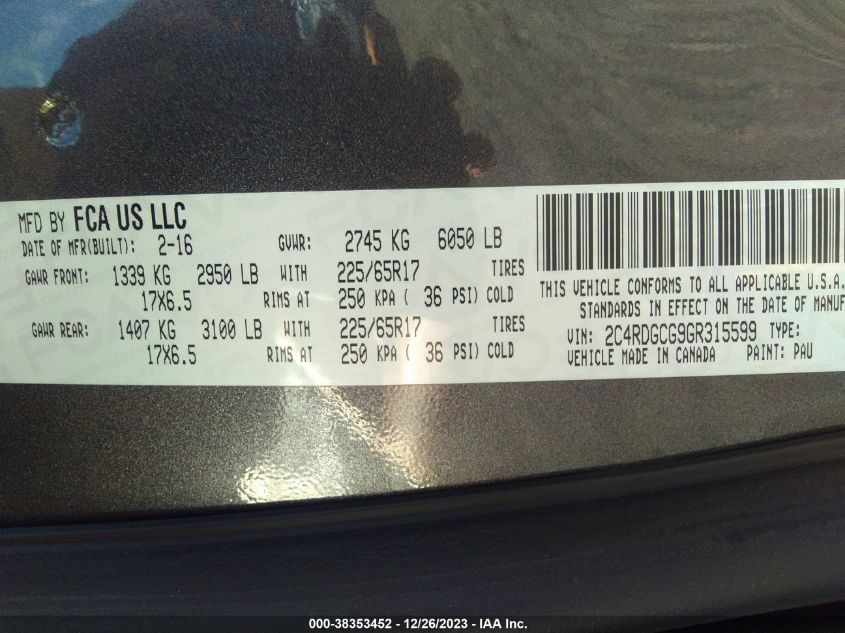 MFD BY FCA US LLC
DATE OF MFR(BUILT): 2-16 GVWR: 2745 KG 6050 LB
GAWR FRONT: 1339 KG 2950 LB WITH 225/65R17 TIRES
17X6.5 RIMS AT 250 KPA ( 36 PSI) COLD
GAWR REAR: 1407 KG 3100 LB WITH 225/65R17 TIRES
17X6.5 RIMS AT 250 KPA ( 36 PSI) COLD
THIS VEHICLE CONFORMS TO ALL APPLICABLE U.S.A.
STANDARDS IN EFFECT ON THE DATE OF MANUF
VIN: 2C4RDGCG9GR315599 TYPE:
VEHICLE MADE IN CANADA PAINT: PAU
000-38353452 - 12/26/2023 - IAA Inc.